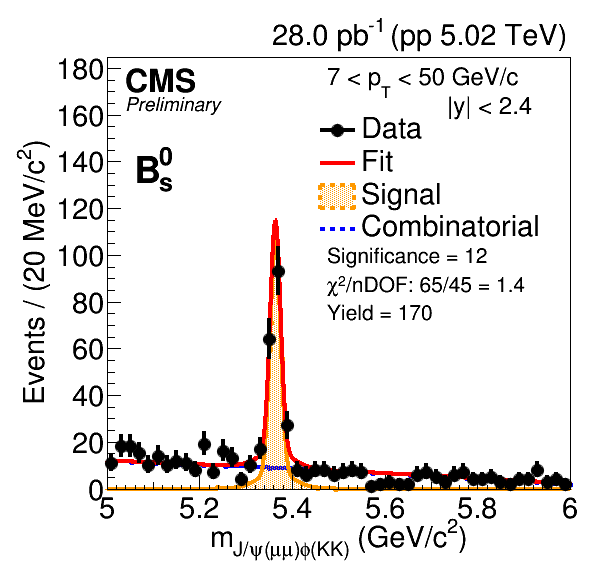 28.0 pb⁻¹ (pp 5.02 TeV)
CMS
Preliminary
7 < p_T < 50 GeV/c
|y| < 2.4
B_s^0
Data
Fit
Signal
Combinatorial
Significance = 12
χ²/nDOF: 65/45 = 1.4
Yield = 170
Events / (20 MeV/c²)
180
160
140
120
100
80
60
40
20
0
5 5.2 5.4 5.6 5.8 6
m_J/ψ(μμ)φ(KK) (GeV/c²)